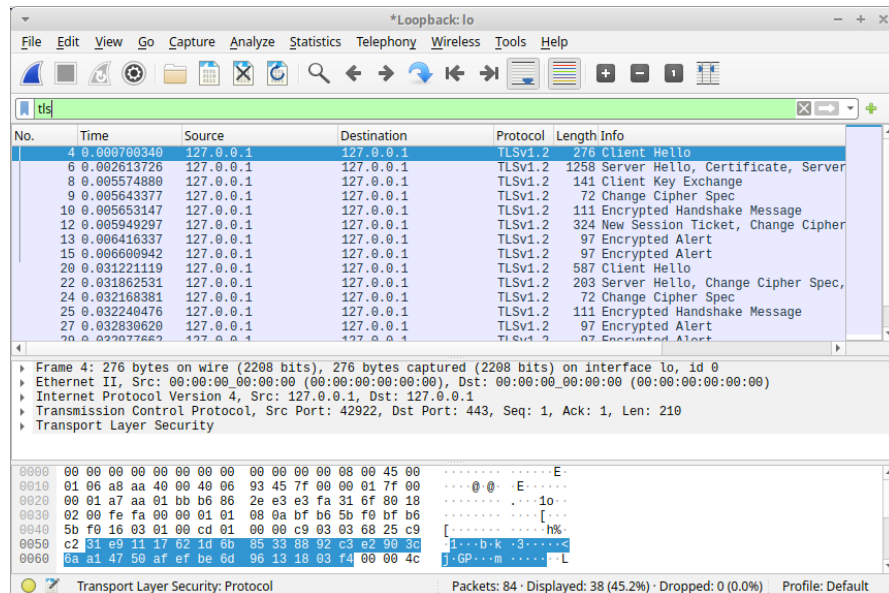 *Loopback: lo
File Edit View Go Capture Analyze Statistics Telephony Wireless Tools Help
tls
No. Time Source Destination Protocol Length Info
4 0.000700340 127.0.0.1 127.0.0.1 TLSv1.2 276 Client Hello
6 0.002613726 127.0.0.1 127.0.0.1 TLSv1.2 1258 Server Hello, Certificate, Server
8 0.005574880 127.0.0.1 127.0.0.1 TLSv1.2 141 Client Key Exchange
9 0.005643377 127.0.0.1 127.0.0.1 TLSv1.2 72 Change Cipher Spec
10 0.005653147 127.0.0.1 127.0.0.1 TLSv1.2 111 Encrypted Handshake Message
12 0.005949297 127.0.0.1 127.0.0.1 TLSv1.2 324 New Session Ticket, Change Cipher
13 0.006416337 127.0.0.1 127.0.0.1 TLSv1.2 97 Encrypted Alert
15 0.006600942 127.0.0.1 127.0.0.1 TLSv1.2 97 Encrypted Alert
20 0.031221119 127.0.0.1 127.0.0.1 TLSv1.2 587 Client Hello
22 0.031862531 127.0.0.1 127.0.0.1 TLSv1.2 203 Server Hello, Change Cipher Spec,
24 0.032168381 127.0.0.1 127.0.0.1 TLSv1.2 72 Change Cipher Spec
25 0.032240476 127.0.0.1 127.0.0.1 TLSv1.2 111 Encrypted Handshake Message
27 0.032830620 127.0.0.1 127.0.0.1 TLSv1.2 97 Encrypted Alert
29 0.032977662 127.0.0.1 127.0.0.1 TLSv1.2 97 Encrypted Alert
Frame 4: 276 bytes on wire (2208 bits), 276 bytes captured (2208 bits) on interface lo, id 0
Ethernet II, Src: 00:00:00_00:00:00 (00:00:00:00:00:00), Dst: 00:00:00_00:00:00 (00:00:00:00:00:00)
Internet Protocol Version 4, Src: 127.0.0.1, Dst: 127.0.0.1
Transmission Control Protocol, Src Port: 42922, Dst Port: 443, Seq: 1, Ack: 1, Len: 210
Transport Layer Security
0000 00 00 00 00 00 00 00 00 00 00 00 00 08 00 45 00 ········ ······E·
0010 01 06 a8 aa 40 00 40 06 93 45 7f 00 00 01 7f 00 ····@·@· ·E······
0020 00 01 a7 aa 01 bb b6 86 2e e3 e3 fa 31 6f 80 18 ········ .···1o··
0030 02 00 fe fa 00 00 01 01 08 0a bf b6 5b f0 bf b6 ········ ····[···
0040 5b f0 16 03 01 00 cd 01 00 00 c9 03 03 68 25 c9 [······· ·····h%·
0050 c2 31 e9 11 17 62 1d 6b 85 33 88 92 c3 e2 90 3c ·1···b·k ·3·····<
0060 6a a1 47 50 af ef be 6d 96 13 18 03 f4 00 00 4c j·GP···m ·······L
Transport Layer Security: Protocol Packets: 84 · Displayed: 38 (45.2%) · Dropped: 0 (0.0%) Profile: Default